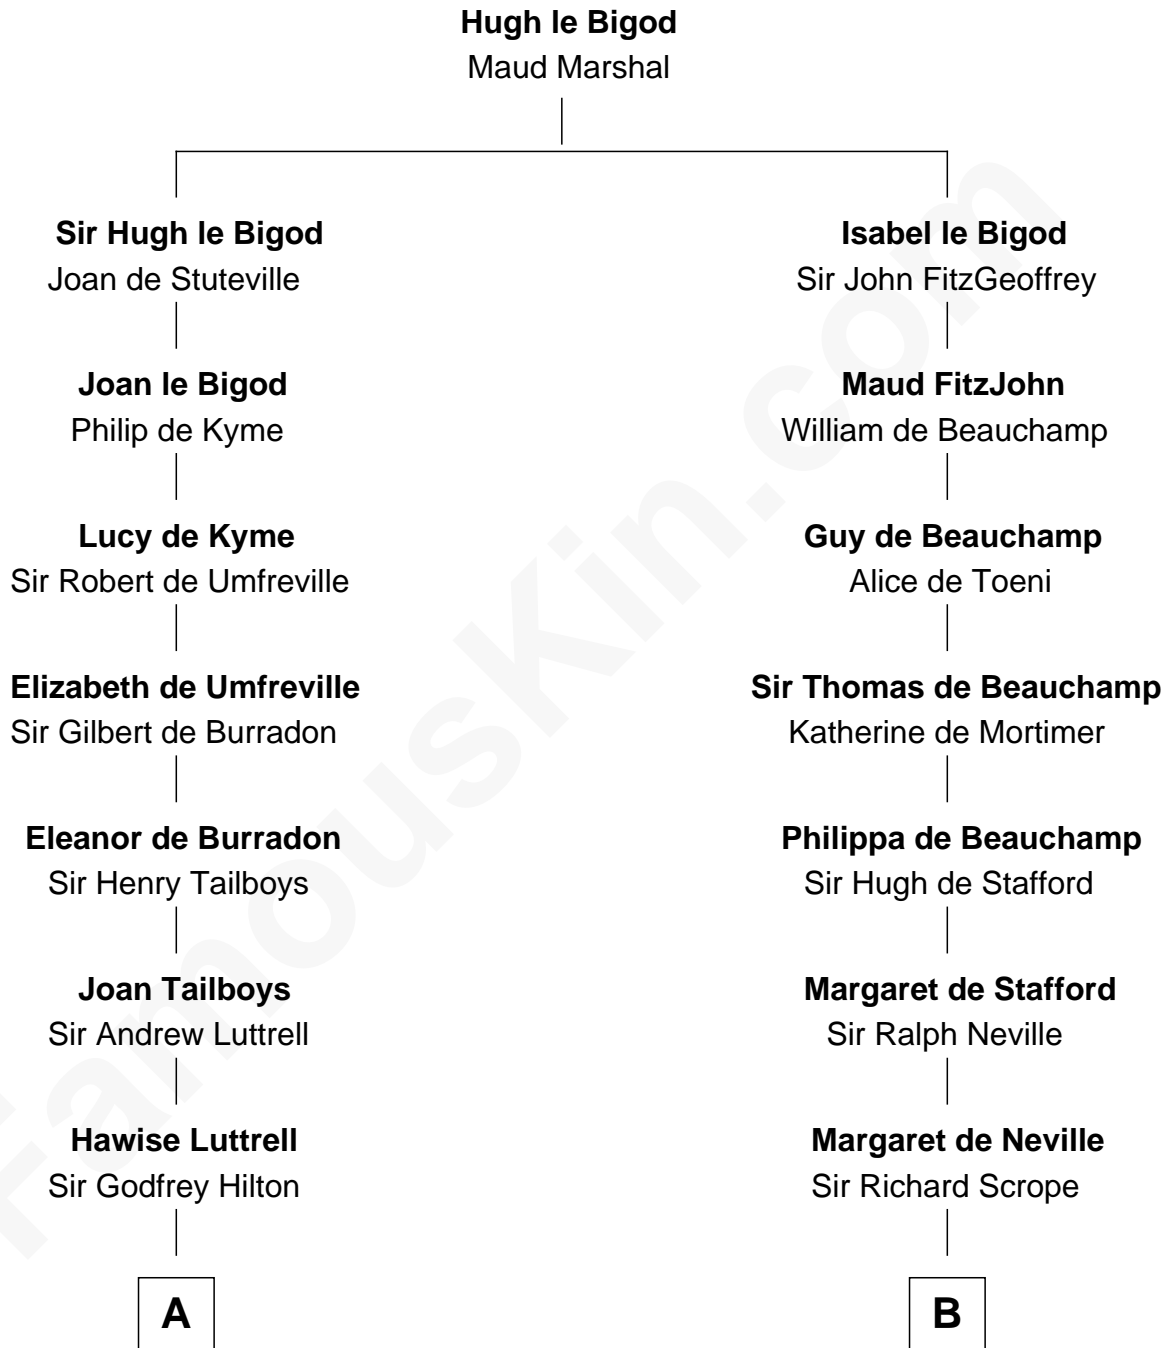 Hugh le Bigod
Maud Marshal
Sir Hugh le Bigod
Joan de Stuteville
Joan le Bigod
Philip de Kyme
Lucy de Kyme
Sir Robert de Umfreville
Elizabeth de Umfreville
Sir Gilbert de Burradon
Eleanor de Burradon
Sir Henry Tailboys
Joan Tailboys
Sir Andrew Luttrell
Hawise Luttrell
Sir Godfrey Hilton
A
Isabel le Bigod
Sir John FitzGeoffrey
Maud FitzJohn
William de Beauchamp
Guy de Beauchamp
Alice de Toeni
Sir Thomas de Beauchamp
Katherine de Mortimer
Philippa de Beauchamp
Sir Hugh de Stafford
Margaret de Stafford
Sir Ralph Neville
Margaret de Neville
Sir Richard Scrope
B
FamousKin.com